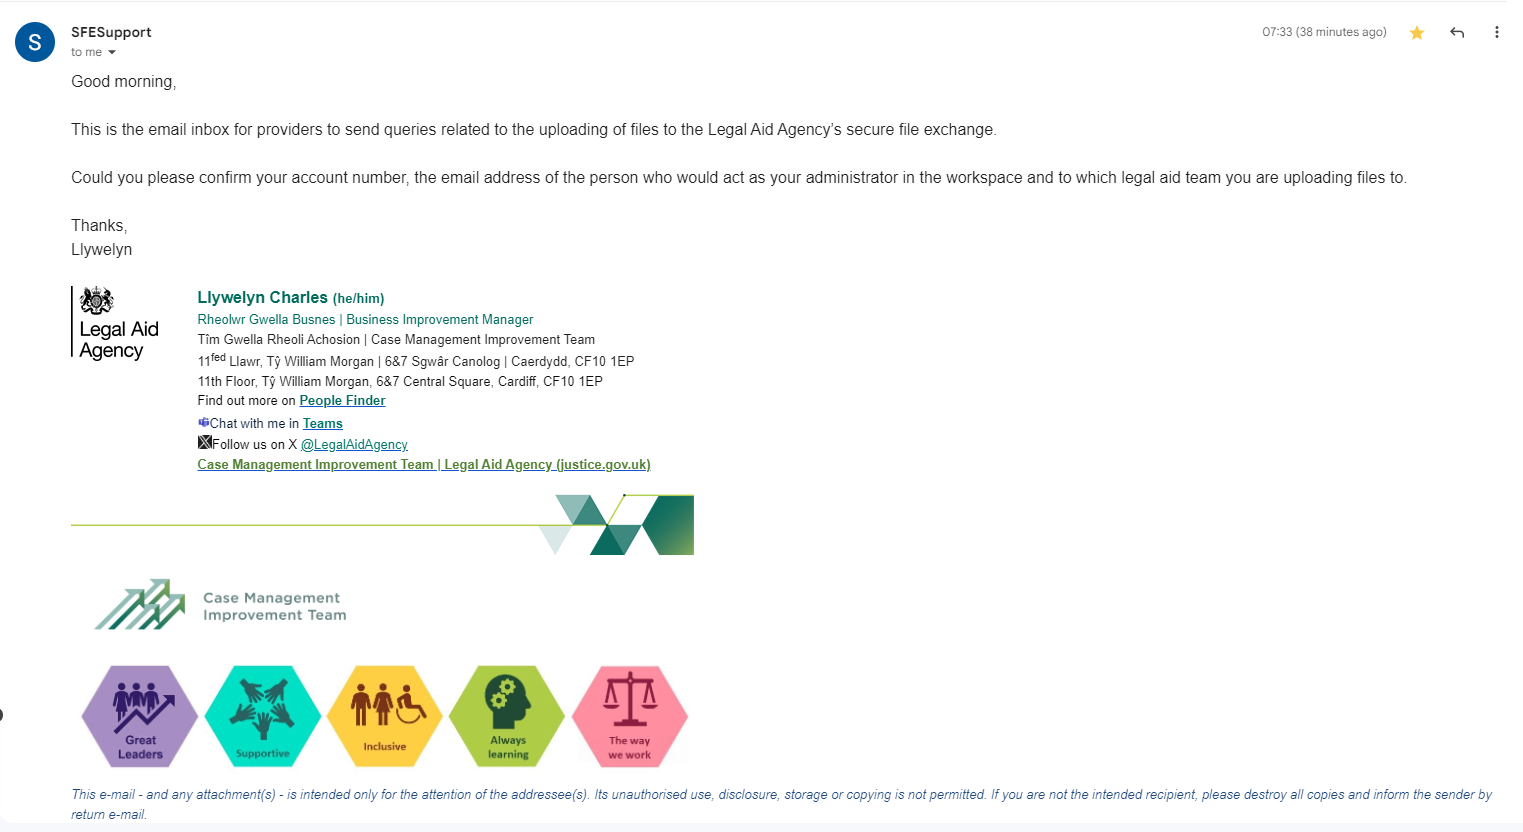 S
SFESupport
to me
07:33 (38 minutes ago)
Good morning,
This is the email inbox for providers to send queries related to the uploading of files to the Legal Aid Agency’s secure file exchange.
Could you please confirm your account number, the email address of the person who would act as your administrator in the workspace and to which legal aid team you are uploading files to.
Thanks,
Llywelyn
Legal Aid
Agency
Llywelyn Charles (he/him)
Rheolwr Gwella Busnes | Business Improvement Manager
Tîm Gwella Rheoli Achosion | Case Management Improvement Team
11fed Llawr, Tŷ William Morgan | 6&7 Sgwâr Canolog | Caerdydd, CF10 1EP
11th Floor, Tŷ William Morgan, 6&7 Central Square, Cardiff, CF10 1EP
Find out more on People Finder
Chat with me in Teams
Follow us on X @LegalAidAgency
Case Management Improvement Team | Legal Aid Agency (justice.gov.uk)
Case Management
Improvement Team
Great
Leaders
Supportive
Inclusive
Always
learning
The way
we work
This e-mail - and any attachment(s) - is intended only for the attention of the addressee(s). Its unauthorised use, disclosure, storage or copying is not permitted. If you are not the intended recipient, please destroy all copies and inform the sender by
return e-mail.